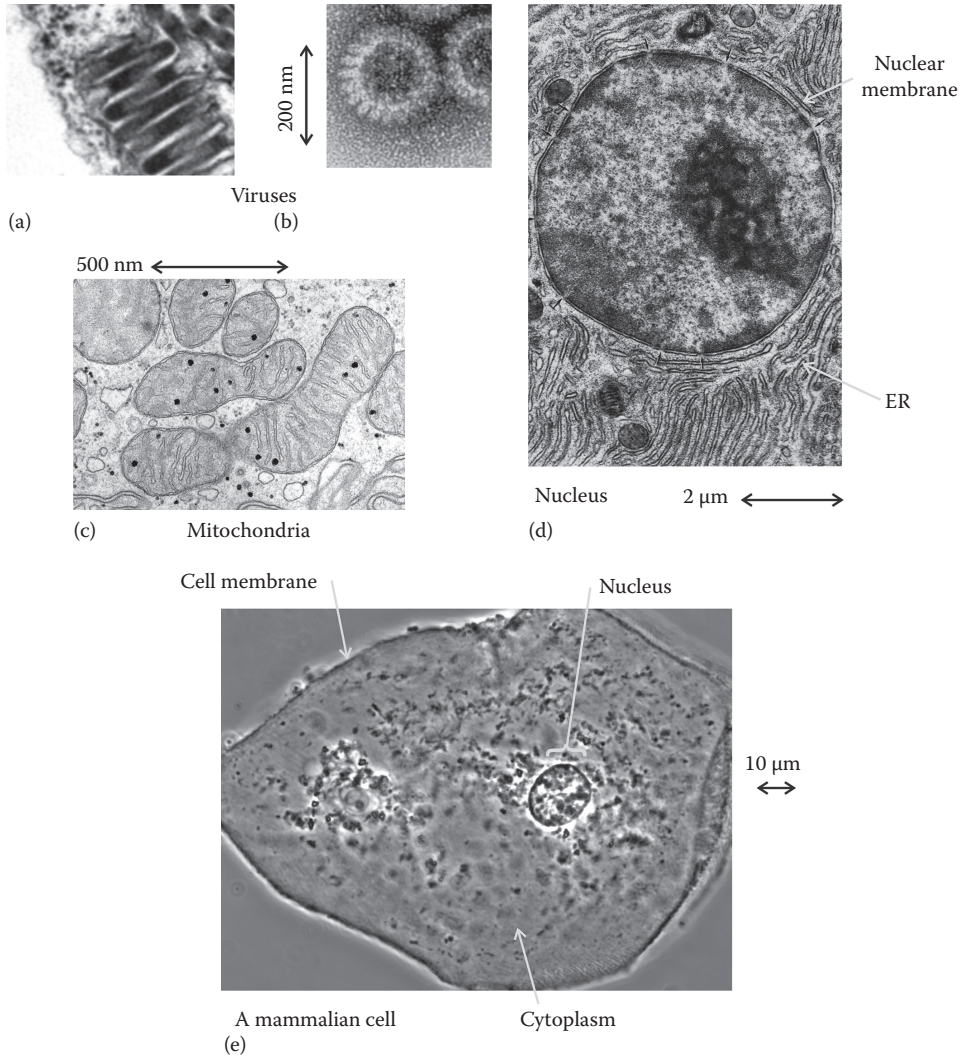 200 nm
Viruses
(a)
(b)
Nuclear
membrane
500 nm
ER
(c)
Mitochondria
Nucleus
2 µm
(d)
Cell membrane
Nucleus
10 µm
A mammalian cell
Cytoplasm
(e)